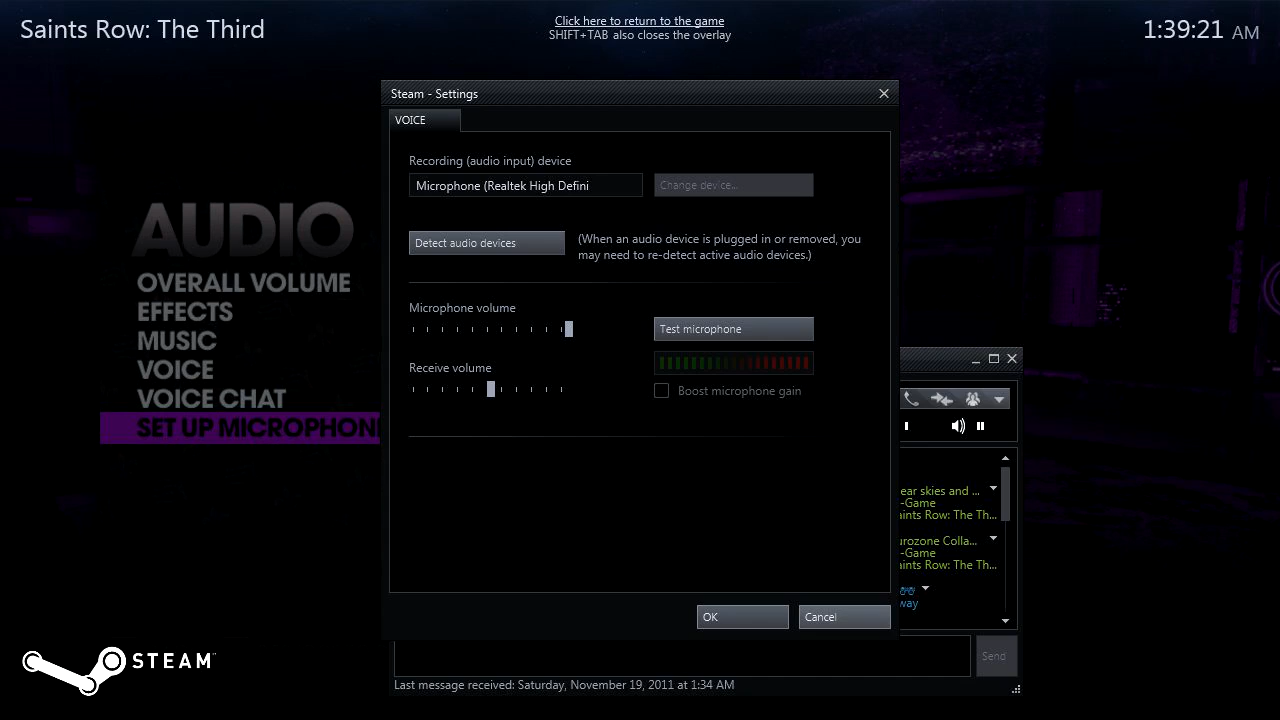 Saints Row: The Third
Click here to return to the game
SHIFT+TAB also closes the overlay
1:39:21 AM
Steam - Settings
VOICE
Recording (audio input) device
Microphone (Realtek High Defini
Change device...
Detect audio devices
(When an audio device is plugged in or removed, you
may need to re-detect active audio devices.)
Microphone volume
Test microphone
Receive volume
Boost microphone gain
OK
Cancel
AUDIO
OVERALL VOLUME
EFFECTS
MUSIC
VOICE
VOICE CHAT
SET UP MICROPHON
ear skies and ...
-Game
aints Row: The Th...
urozone Colla...
-Game
aints Row: The Th...
way
Send
Last message received: Saturday, November 19, 2011 at 1:34 AM
STEAM